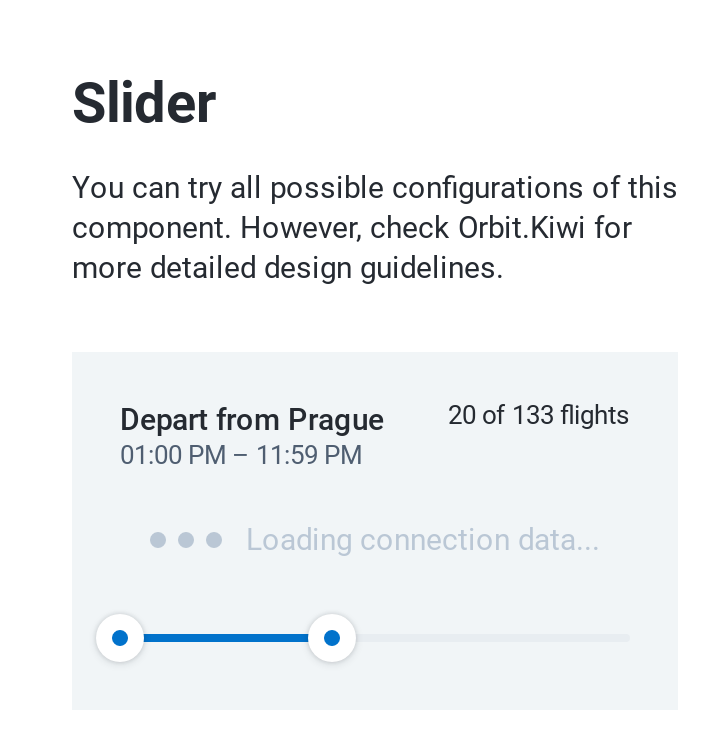 Slider
You can try all possible configurations of this
component. However, check Orbit.Kiwi for
more detailed design guidelines.
Depart from Prague
20 of 133 flights
01:00 PM – 11:59 PM
Loading connection data...